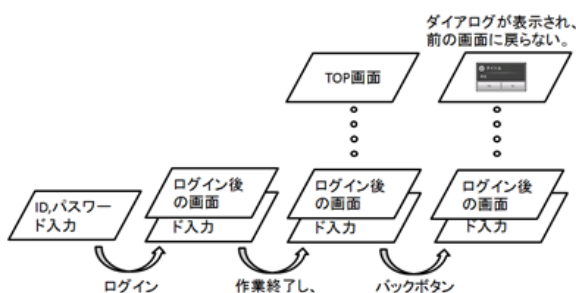 ダイアログが表示され、
前の画面に戻らない。
TOP画面
ID,パスワー
ド入力
ログイン後
の画面
ド入力
ログイン後
の画面
ド入力
ログイン後
の画面
ド入力
ログイン
作業終了し、
バックボタン